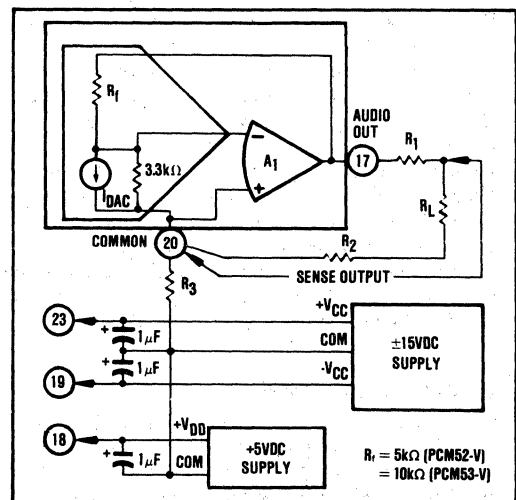 Rf
3.3kΩ
IDAC
−
+
A1
AUDIO
OUT
17
R1
RL
R2
COMMON
20
SENSE OUTPUT
R3
23
+
1μF
+VCC
COM
±15VDC
SUPPLY
+
1μF
19
-VCC
18
+
1μF
+VDD
COM
+5VDC
SUPPLY
Rf = 5kΩ (PCM52-V)
= 10kΩ (PCM53-V)